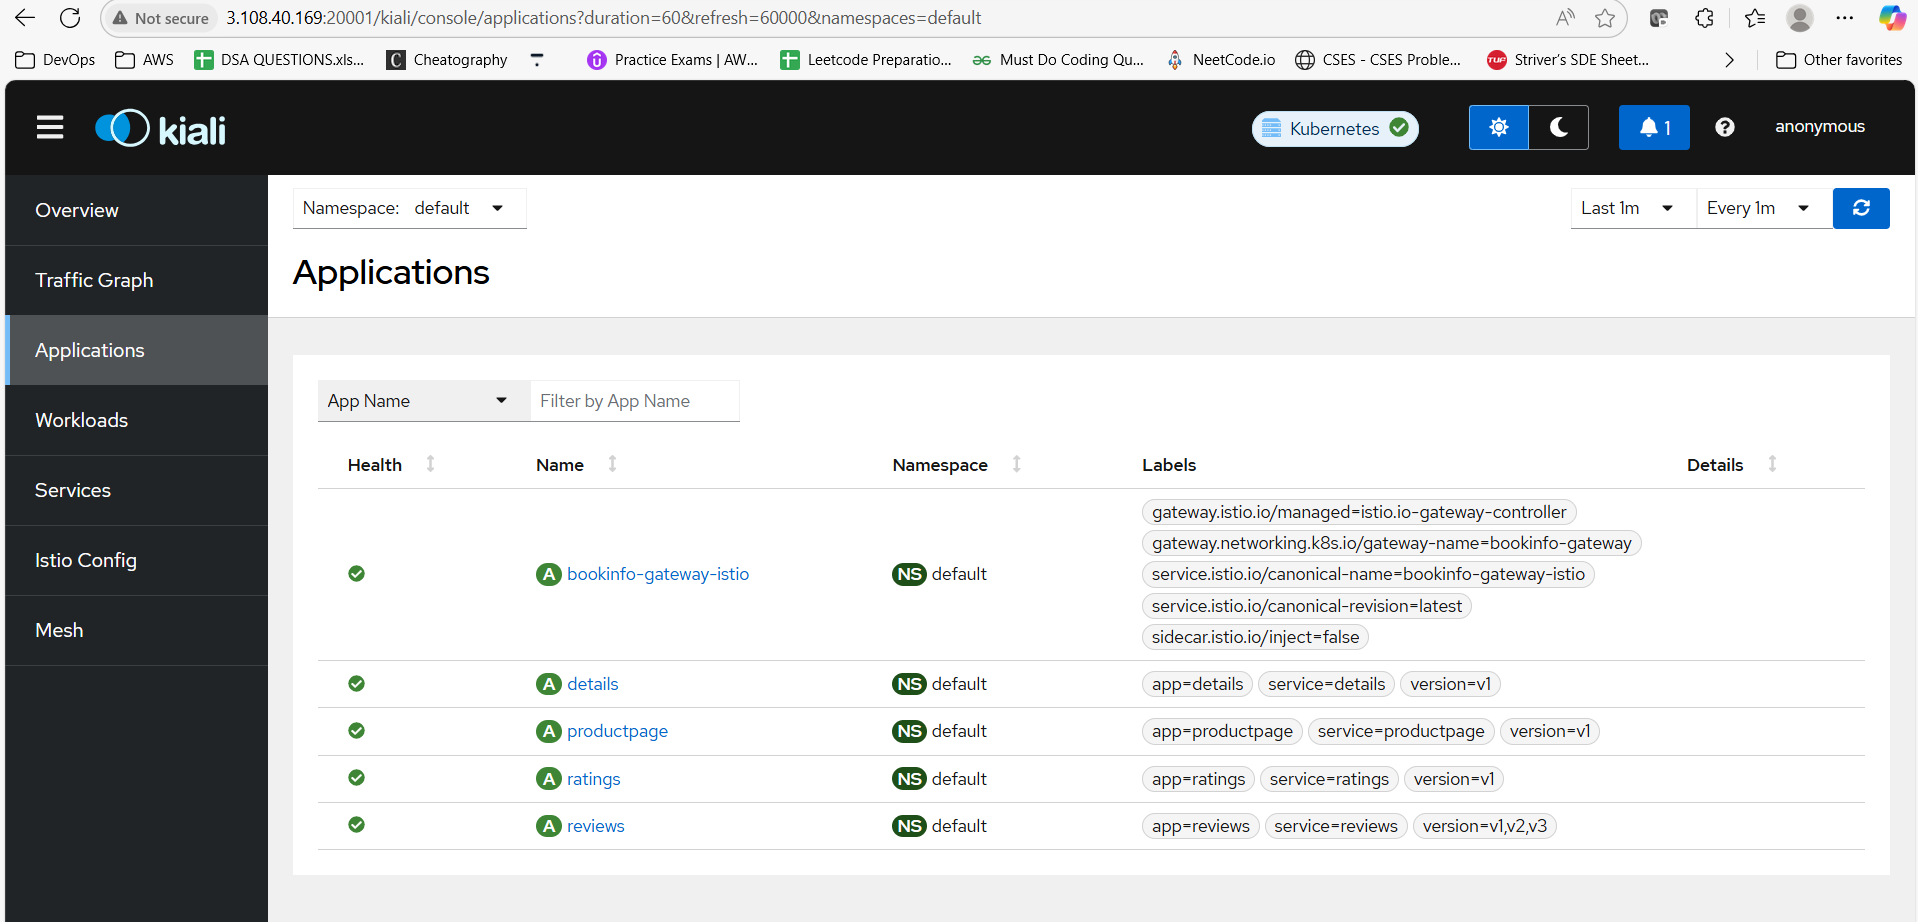 Not secure 3.108.40.169:20001/kiali/console/applications?duration=60&refresh=60000&namespaces=default
DevOps AWS DSA QUESTIONS.xls... Cheatography Practice Exams | AW... Leetcode Preparatio... Must Do Coding Qu... NeetCode.io CSES - CSES Proble... Striver's SDE Sheet... Other favorites
kiali Kubernetes 1 anonymous
Overview
Traffic Graph
Applications
Workloads
Services
Istio Config
Mesh
Namespace: default Last 1m Every 1m
Applications
App Name Filter by App Name
Health Name Namespace Labels Details
A bookinfo-gateway-istio NS default
gateway.istio.io/managed=istio.io-gateway-controller
gateway.networking.k8s.io/gateway-name=bookinfo-gateway
service.istio.io/canonical-name=bookinfo-gateway-istio
service.istio.io/canonical-revision=latest
sidecar.istio.io/inject=false
A details NS default app=details service=details version=v1
A productpage NS default app=productpage service=productpage version=v1
A ratings NS default app=ratings service=ratings version=v1
A reviews NS default app=reviews service=reviews version=v1,v2,v3